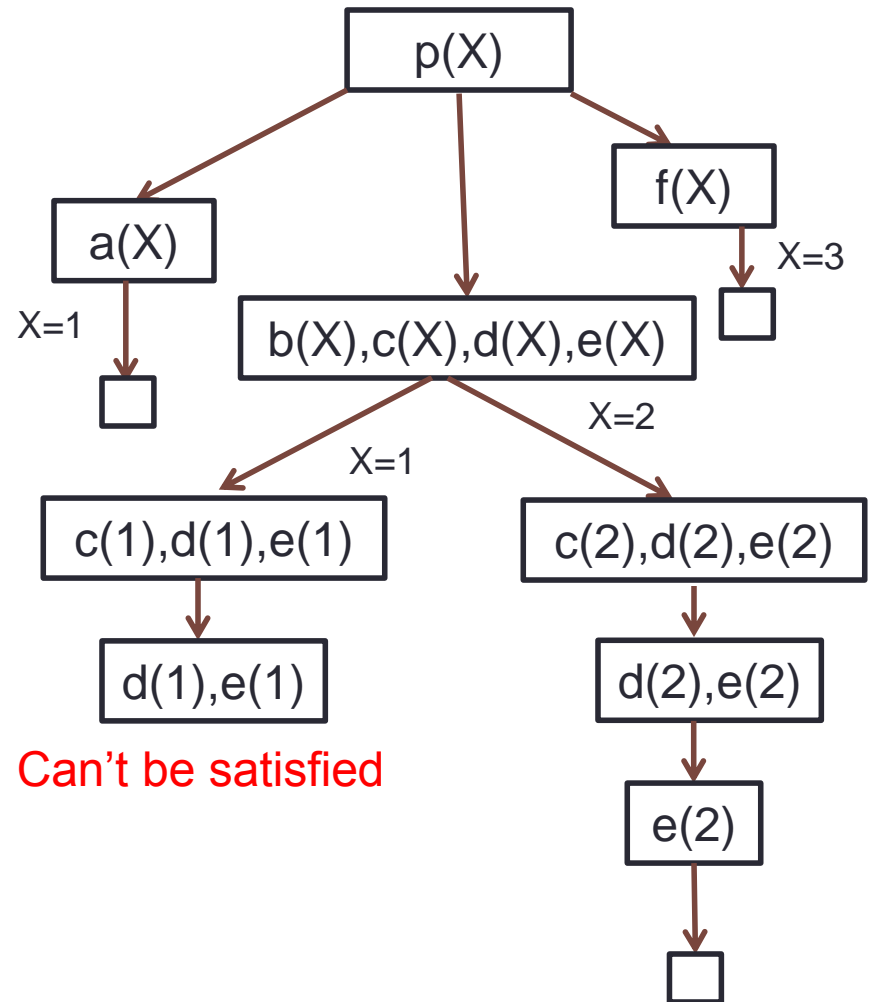 p(X)
f(X)
a(X)
X=3
X=1
b(X),c(X),d(X),e(X)
X=2
X=1
c(1),d(1),e(1)
c(2),d(2),e(2)
d(1),e(1)
d(2),e(2)
Can’t be satisfied
e(2)